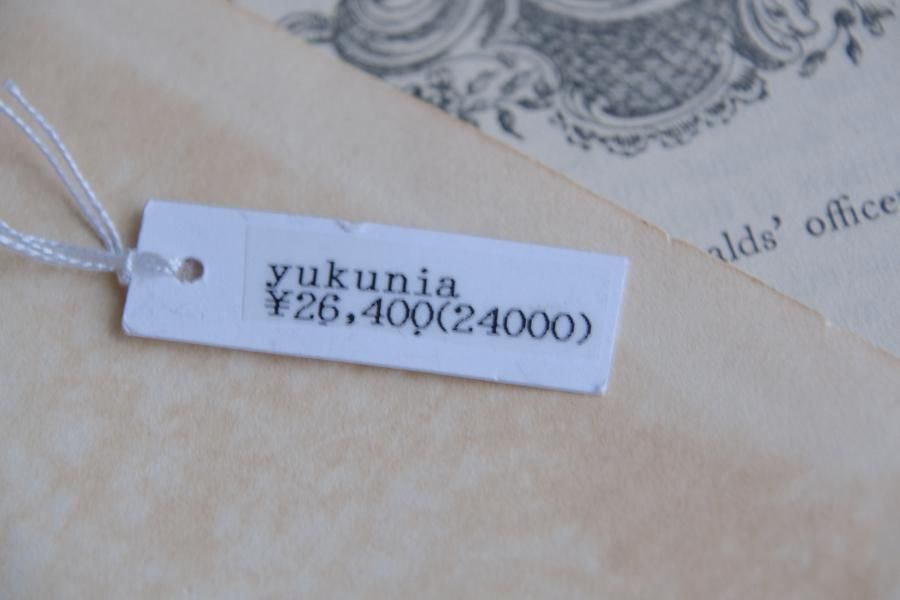 alds' office
yukunia
¥26,400(24000)